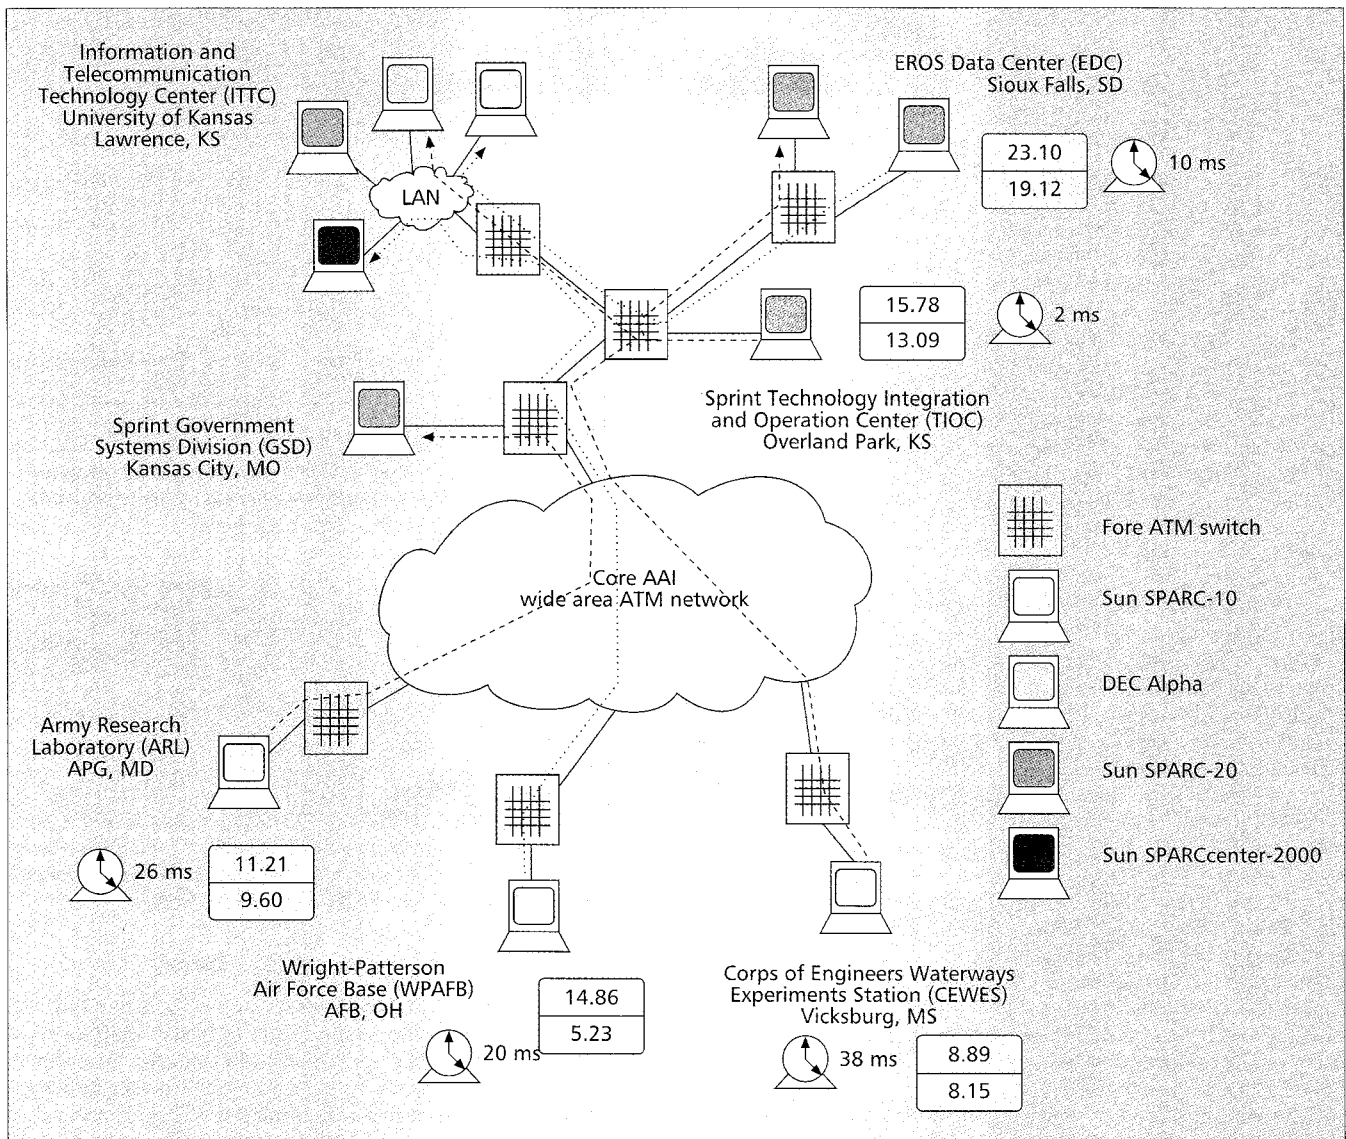 Information and
Telecommunication
Technology Center (ITTC)
University of Kansas
Lawrence, KS
LAN
EROS Data Center (EDC)
Sioux Falls, SD
23.10
19.12
10 ms
15.78
13.09
2 ms
Sprint Technology Integration
and Operation Center (TIOC)
Overland Park, KS
Sprint Government
Systems Division (GSD)
Kansas City, MO
Core AAI
wide area ATM network
Fore ATM switch
Sun SPARC-10
DEC Alpha
Sun SPARC-20
Sun SPARCcenter-2000
Army Research
Laboratory (ARL)
APG, MD
26 ms
11.21
9.60
Wright-Patterson
Air Force Base (WPAFB)
AFB, OH
20 ms
14.86
5.23
Corps of Engineers Waterways
Experiments Station (CEWES)
Vicksburg, MS
38 ms
8.89
8.15